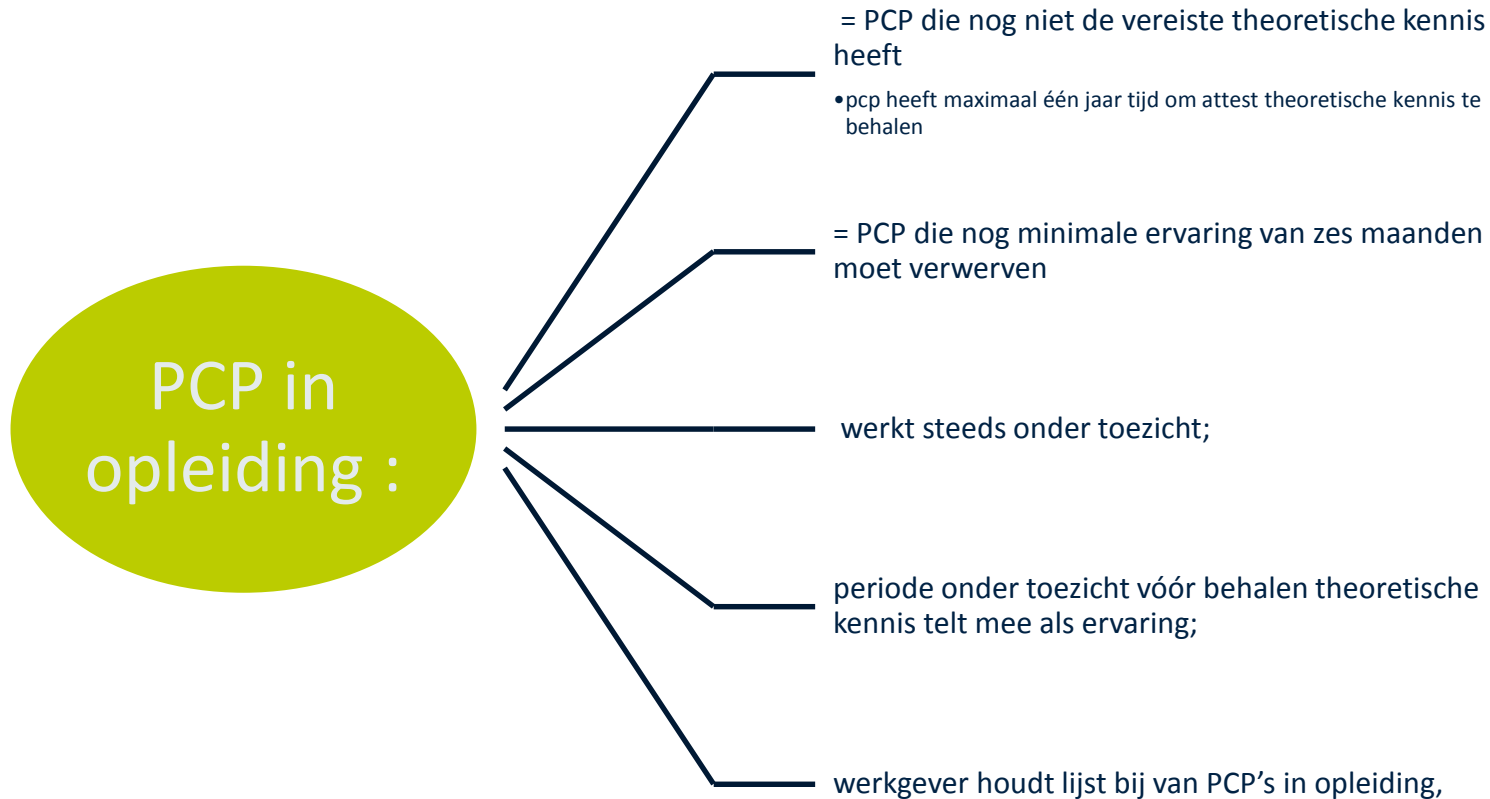 PCP in
opleiding :
= PCP die nog niet de vereiste theoretische kennis
heeft
•pcp heeft maximaal één jaar tijd om attest theoretische kennis te
behalen
= PCP die nog minimale ervaring van zes maanden
moet verwerven
werkt steeds onder toezicht;
periode onder toezicht vóór behalen theoretische
kennis telt mee als ervaring;
werkgever houdt lijst bij van PCP’s in opleiding,